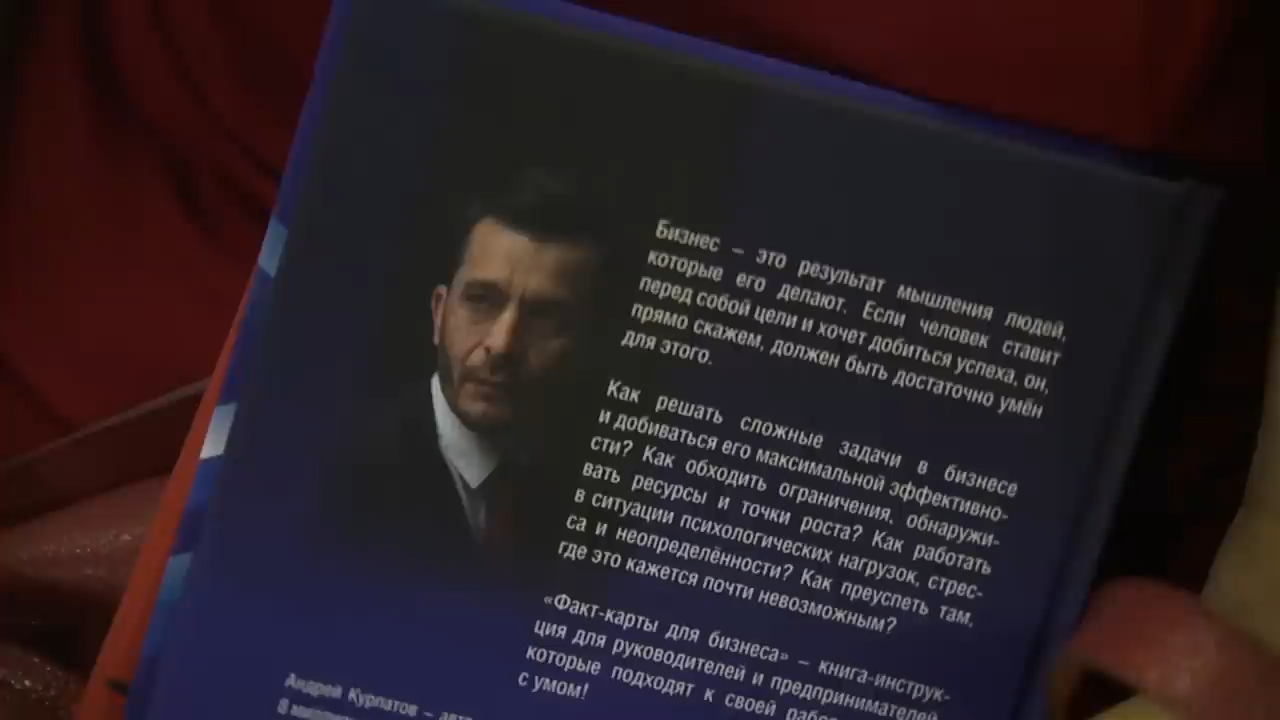 Бизнес – это результат мышления людей,
которые его делают. Если человек ставит
перед собой цели и хочет добиться успеха, он,
прямо скажем, должен быть достаточно умён
для этого.
Как решать сложные задачи в бизнесе
и добиваться его максимальной эффективно-
сти? Как обходить ограничения, обнаружи-
вать ресурсы и точки роста? Как работать
в ситуации психологических нагрузок, стрес-
са и неопределённости? Как преуспеть там,
где это кажется почти невозможным?
«Факт-карты для бизнеса» – книга-инструк-
ция для руководителей и предпринимателей,
которые подходят к своей
с умом!
Андрей Курпатов –
8